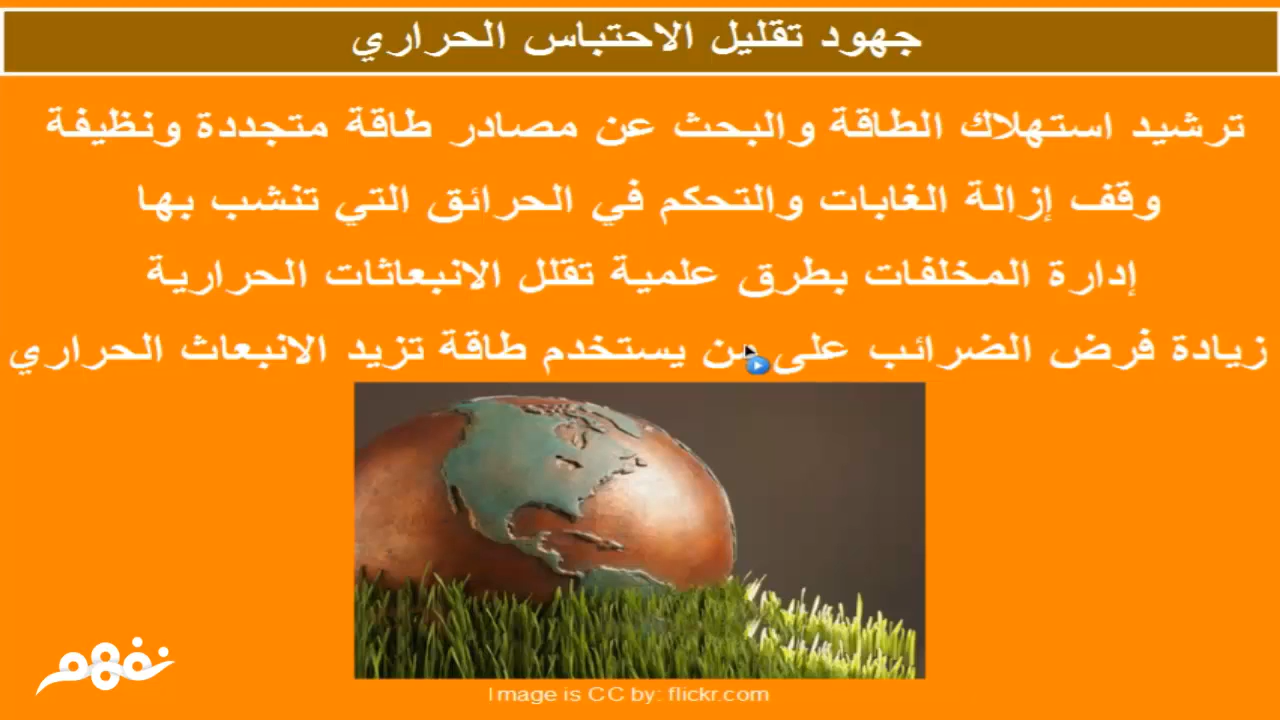 جهود تقليل الاحتباس الحراري
ترشيد استهلاك الطاقة والبحث عن مصادر طاقة متجددة ونظيفة
وقف إزالة الغابات والتحكم في الحرائق التي تنشب بها
إدارة المخلفات بطرق علمية تقلل الانبعاثات الحرارية
زيادة فرض الضرائب على من يستخدم طاقة تزيد الانبعاث الحراري
Image is CC by: flickr.com
نفهم